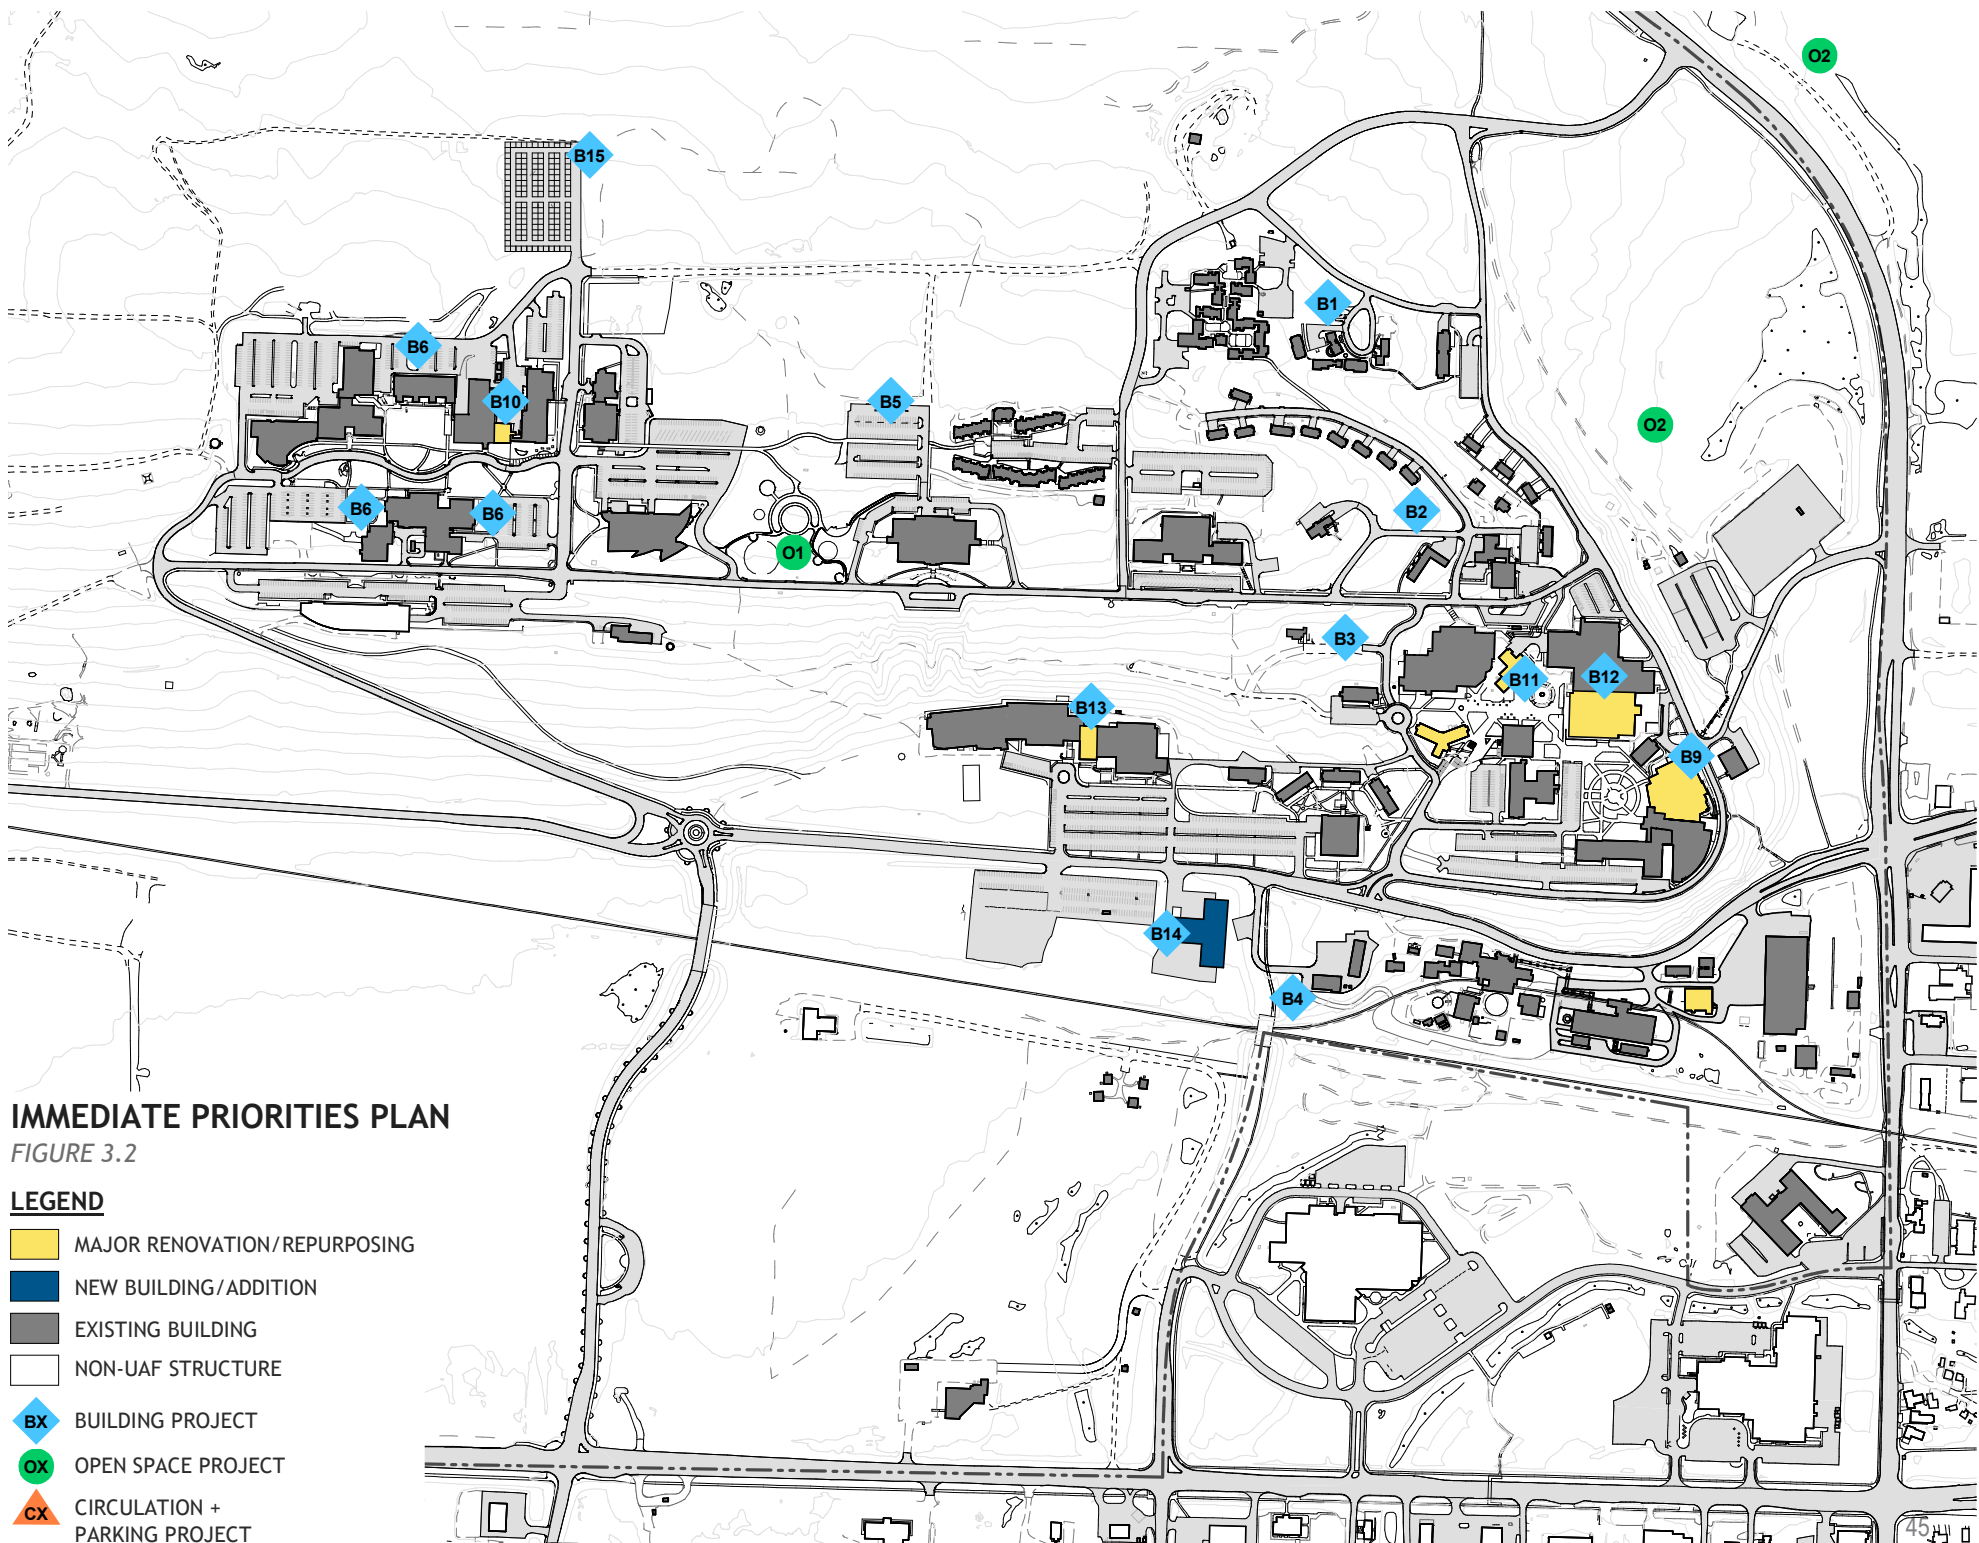 O2
B15
B1
B6
B10
B5
O2
B6
B6
B2
O1
B3
B11
B12
B13
B9
B14
B4
IMMEDIATE PRIORITIES PLAN
FIGURE 3.2
LEGEND
MAJOR RENOVATION/REPURPOSING
NEW BUILDING/ADDITION
EXISTING BUILDING
NON-UAF STRUCTURE
BX BUILDING PROJECT
OX OPEN SPACE PROJECT
CX CIRCULATION +
PARKING PROJECT
45